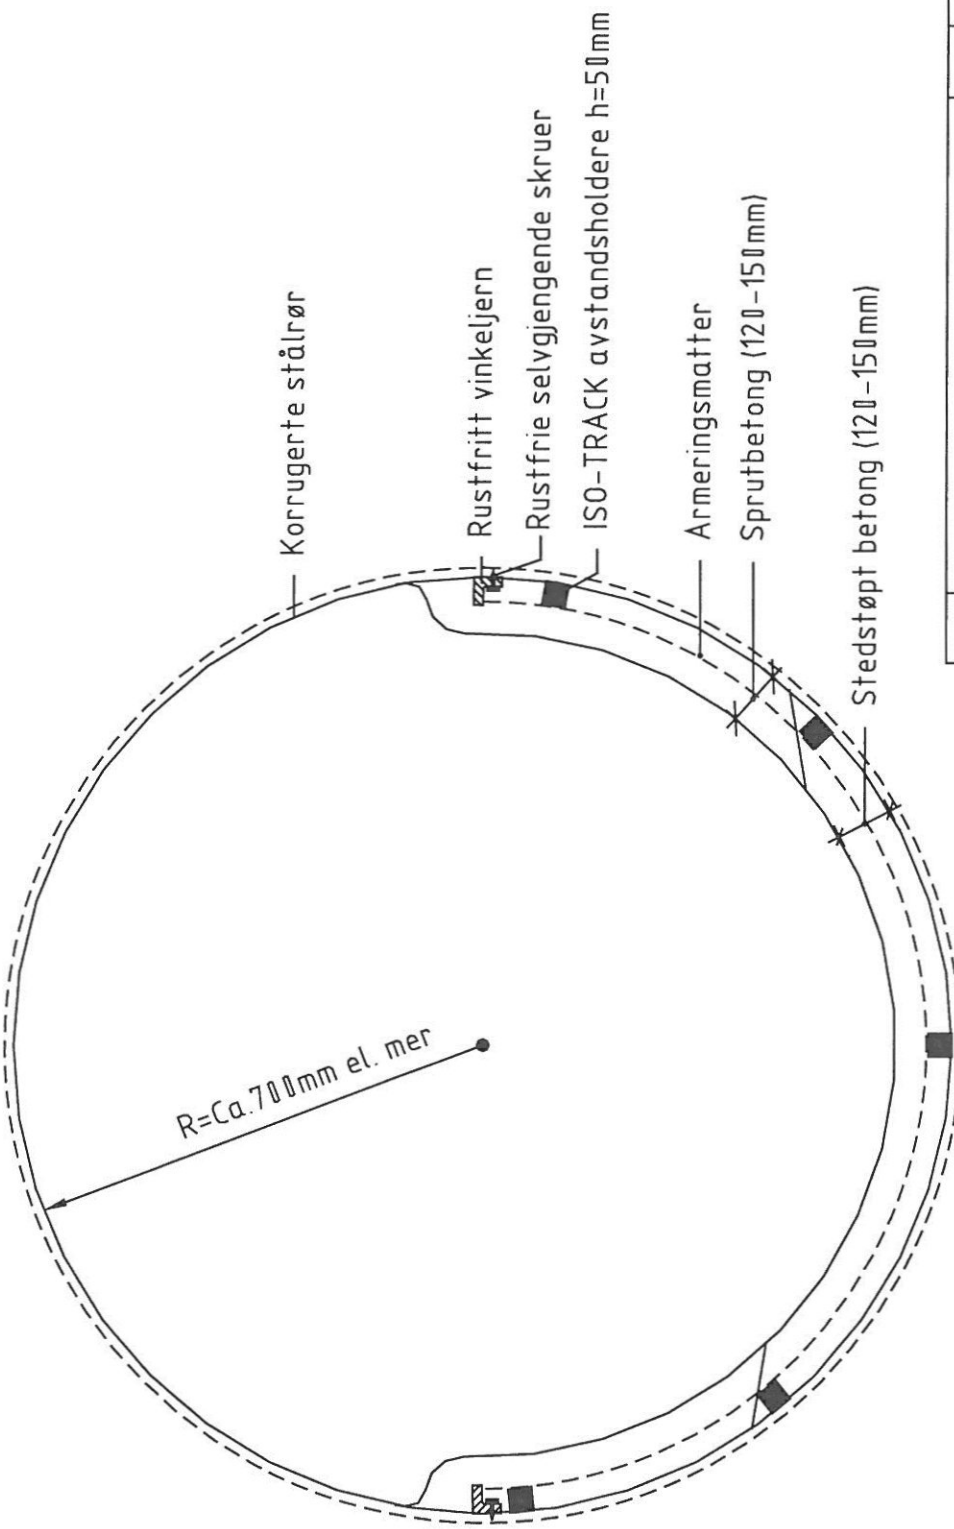 Korrugerte stålrør
Rustfritt vinkeljern
Rustfrie selvgjengende skruer
ISO-TRACK avstandsholdere h=50mm
Armeringsmatter
Sprutbetong (120-150mm)
Stedstøpt betong (120-150mm)
R=Ca.700mm el. mer